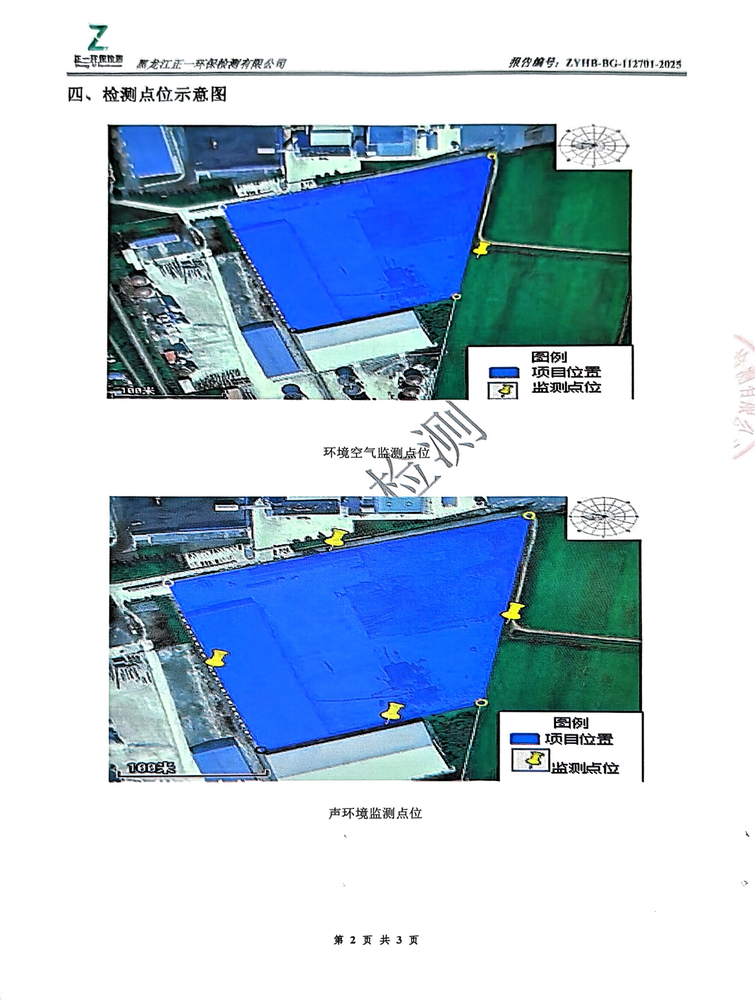 Z
正一环保检测
黑龙江正一环保检测有限公司
报告编号：ZYHB-BG-112701-2025
四、检测点位示意图
图例
项目位置
监测点位
100米
检测
环境空气监测点位
图例
项目位置
监测点位
100米
声环境监测点位
第 2 页 共 3 页